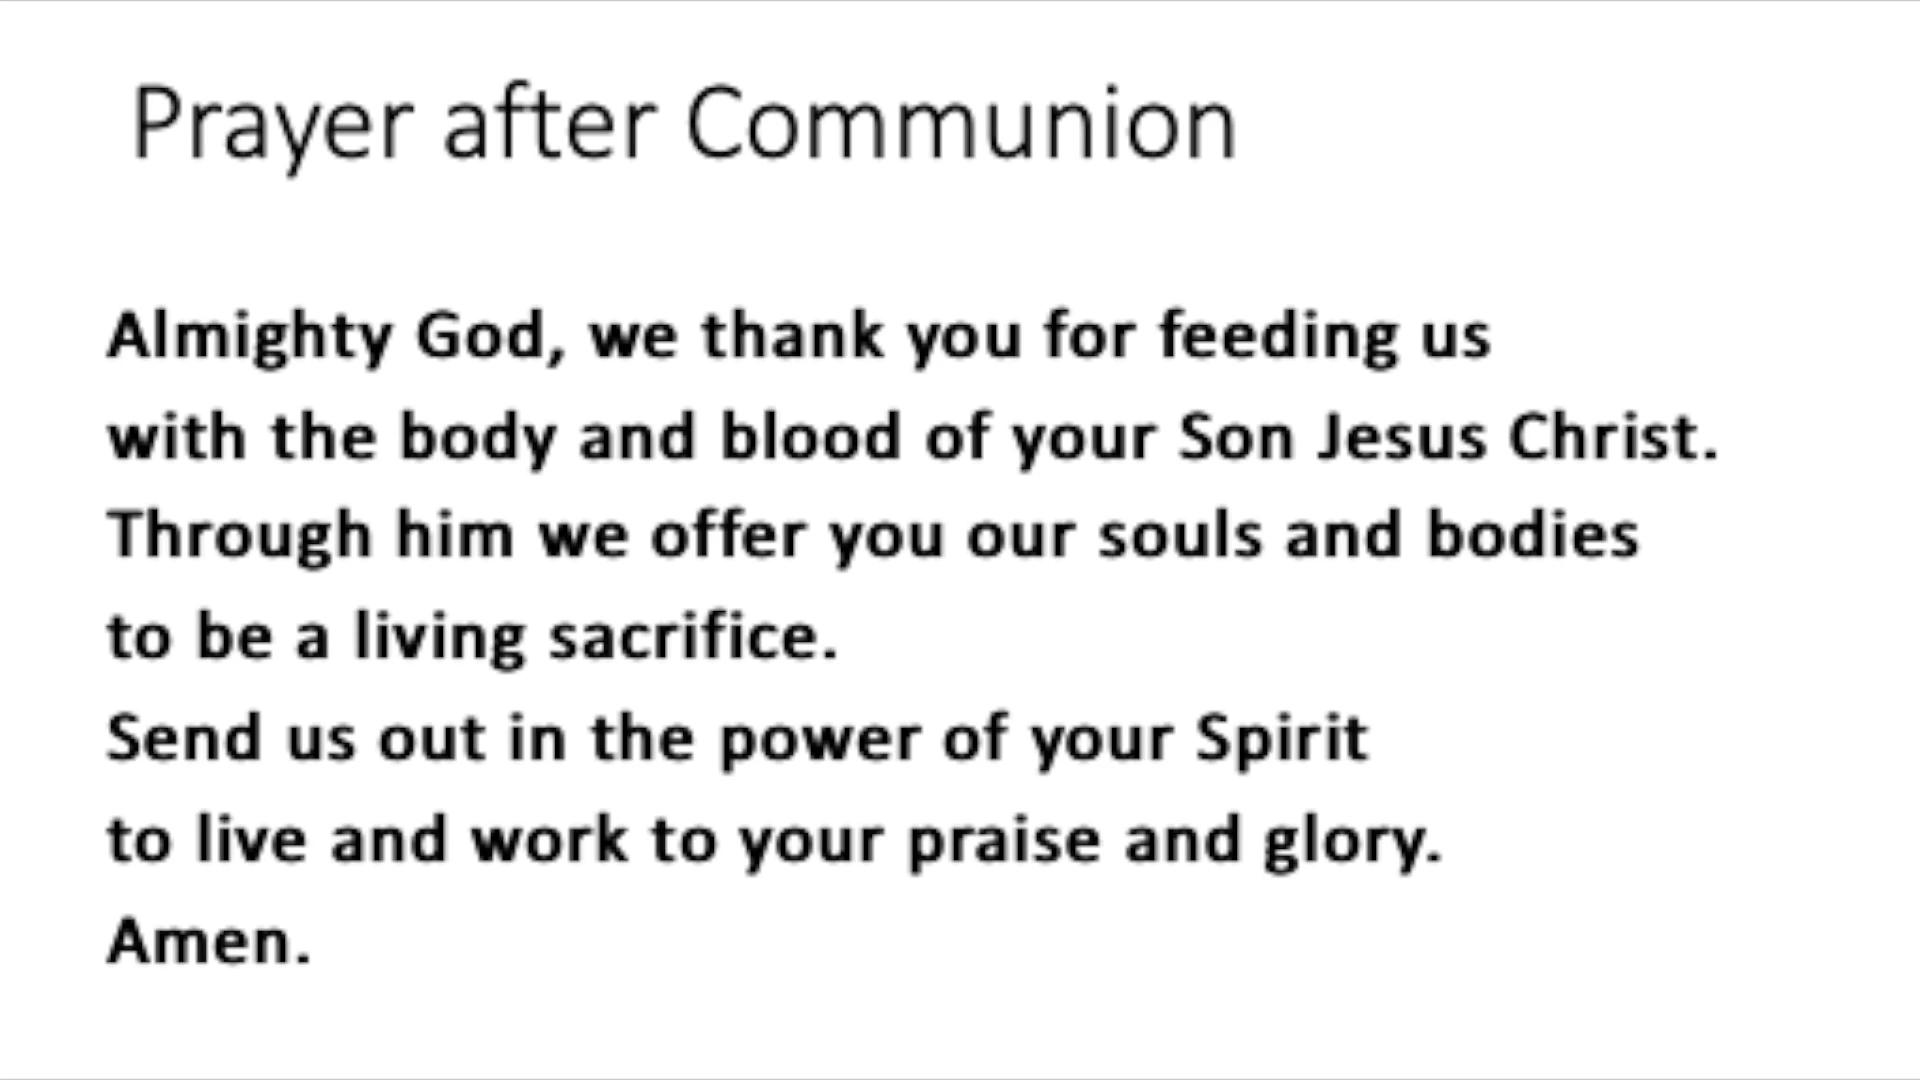 Prayer after Communion
Almighty God, we thank you for feeding us
with the body and blood of your Son Jesus Christ.
Through him we offer you our souls and bodies
to be a living sacrifice.
Send us out in the power of your Spirit
to live and work to your praise and glory.
Amen.